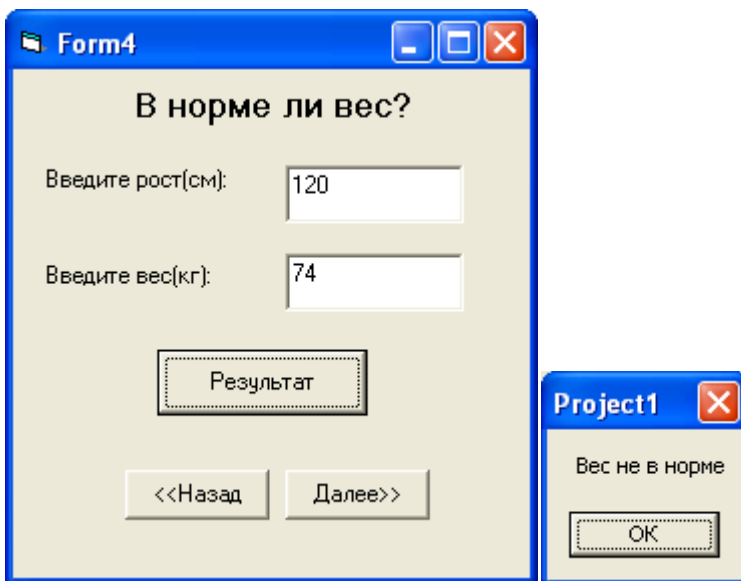 Form4
В норме ли вес?
Введите рост(см):
120
Введите вес(кг):
74
Результат
<<Назад
Далее>>
Project1
Вес не в норме
OK